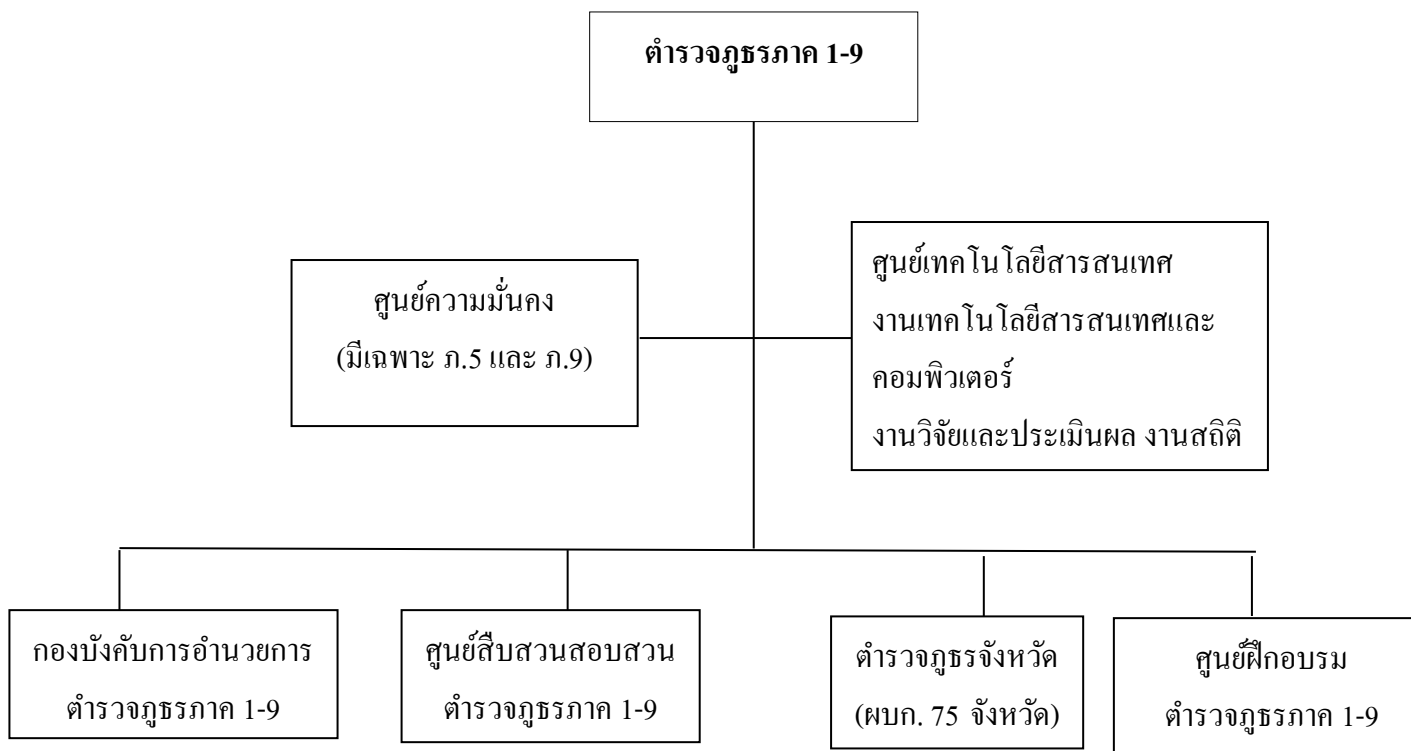 ตำรวจภูธรภาค 1-9
ศูนย์ความมั่นคง
(มีเฉพาะ ภ.5 และ ภ.9)
ศูนย์เทคโนโลยีสารสนเทศ
งานเทคโนโลยีสารสนเทศและ
คอมพิวเตอร์
งานวิจัยและประเมินผล งานสถิติ
กองบังคับการอำนวยการ
ตำรวจภูธรภาค 1-9
ศูนย์สืบสวนสอบสวน
ตำรวจภูธรภาค 1-9
ตำรวจภูธรจังหวัด
(ผบก. 75 จังหวัด)
ศูนย์ฝึกอบรม
ตำรวจภูธรภาค 1-9